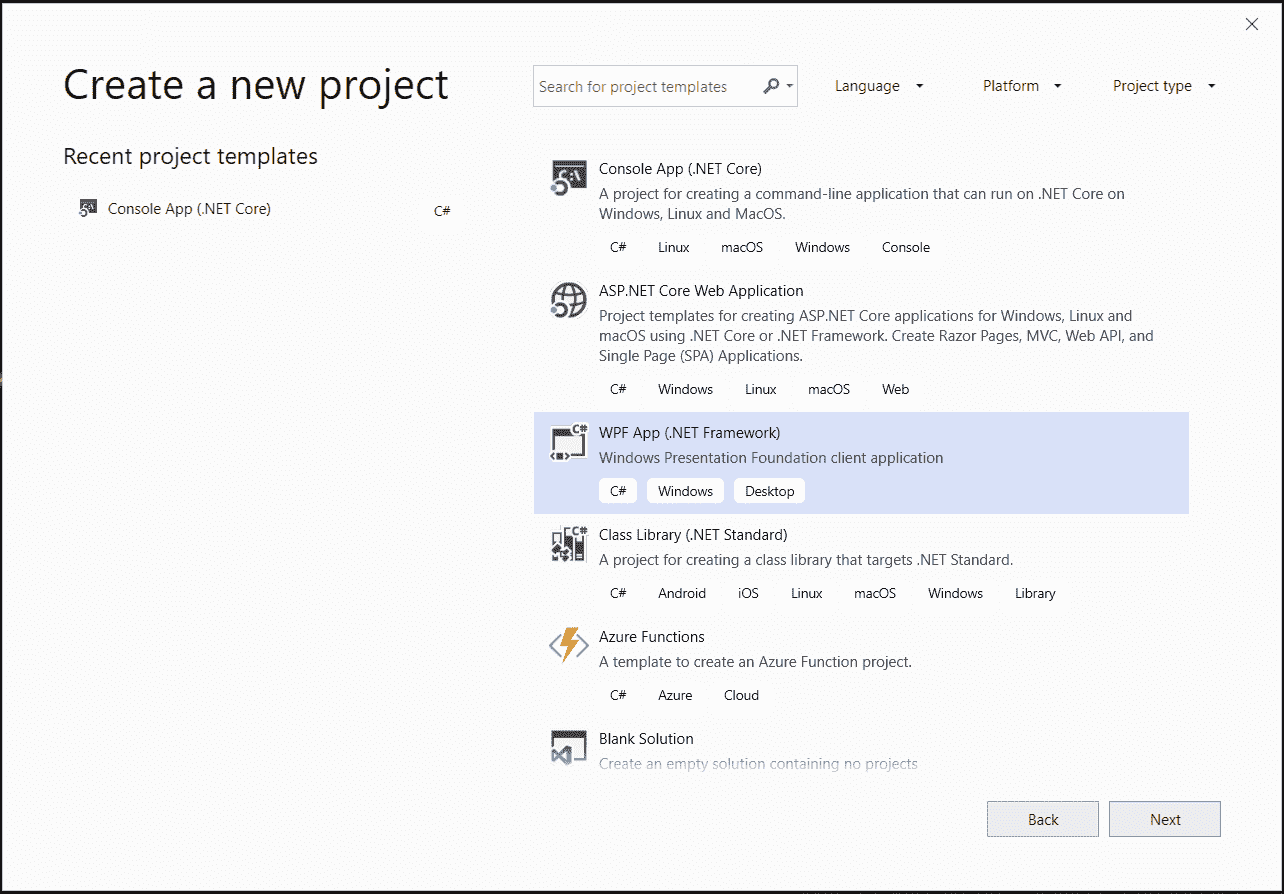 Create a new project
Search for project templates
Language
Platform
Project type
Recent project templates
Console App (.NET Core)
C#
Console App (.NET Core)
A project for creating a command-line application that can run on .NET Core on
Windows, Linux and MacOS.
C# Linux macOS Windows Console
ASP.NET Core Web Application
Project templates for creating ASP.NET Core applications for Windows, Linux and
macOS using .NET Core or .NET Framework. Create Razor Pages, MVC, Web API, and
Single Page (SPA) Applications.
C# Windows Linux macOS Web
WPF App (.NET Framework)
Windows Presentation Foundation client application
C# Windows Desktop
Class Library (.NET Standard)
A project for creating a class library that targets .NET Standard.
C# Android iOS Linux macOS Windows Library
Azure Functions
A template to create an Azure Function project.
C# Azure Cloud
Blank Solution
Create an empty solution containing no projects
Back
Next